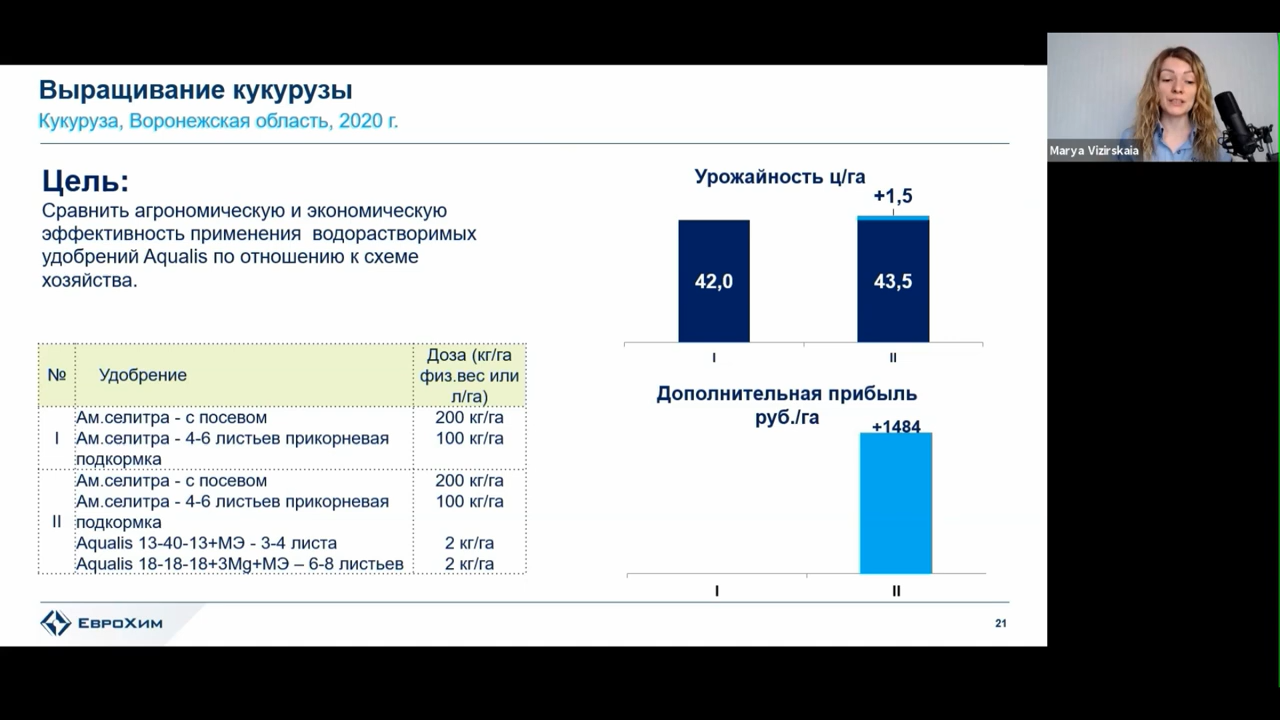 Выращивание кукурузы
Кукуруза, Воронежская область, 2020 г.
Marya Vizirskaia
Цель:
Сравнить агрономическую и экономическую
эффективность применения водорастворимых
удобрений Aqualis по отношению к схеме
хозяйства.
№
Удобрение
Доза (кг/га
физ.вес или
л/га)
I
Ам.селитра - с посевом
200 кг/га
Ам.селитра - 4-6 листьев прикорневая
100 кг/га
подкормка
II
Ам.селитра - с посевом
200 кг/га
Ам.селитра - 4-6 листьев прикорневая
100 кг/га
подкормка
Aqualis 13-40-13+МЭ - 3-4 листа
2 кг/га
Aqualis 18-18-18+3Mg+МЭ – 6-8 листьев
2 кг/га
Урожайность ц/га
+1,5
42,0
43,5
I
II
Дополнительная прибыль
руб./га
+1484
I
II
ЕвроХим
21